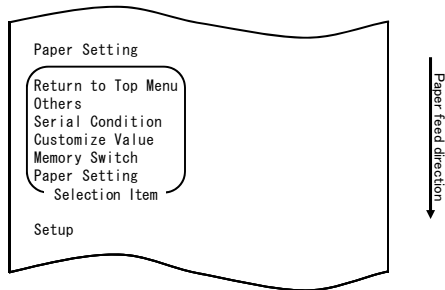 Paper Setting
Return to Top Menu
Others
Serial Condition
Customize Value
Memory Switch
Paper Setting
Selection Item
Setup
Paper feed direction